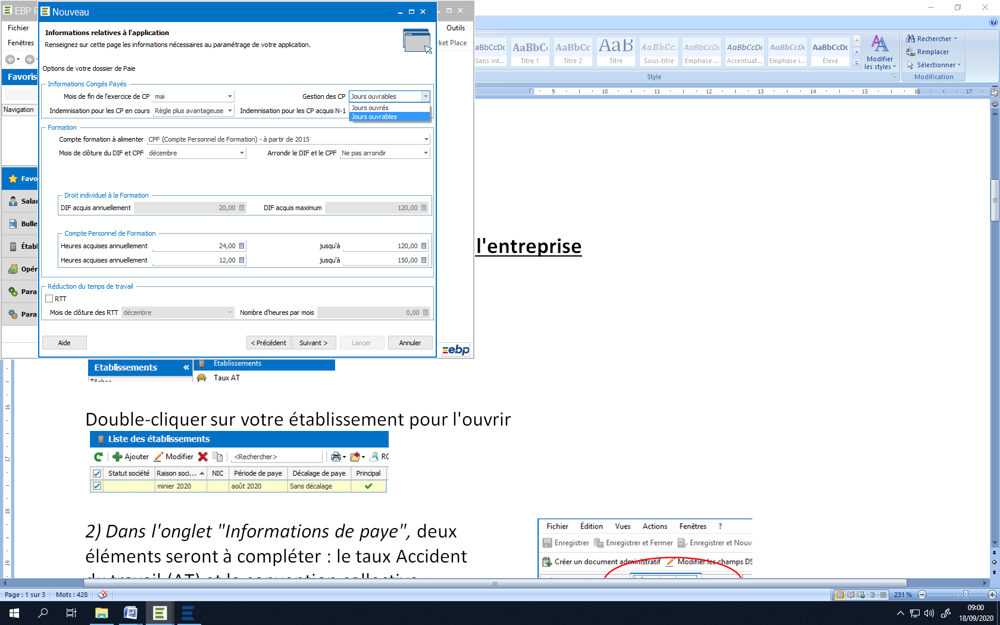 EBP
Nouveau
Fichier
Outils
Fenêtres
ket Place
Informations relatives à l'application
Renseignez sur cette page les informations nécessaires au paramétrage de votre application.
Options de votre dossier de Paie
Favoris
Navigation
Informations Congés Payés
Mois de fin de l'exercice de CP mai
Gestion des CP Jours ouvrables
Jours ouvrés
Jours ouvrables
Indemnisation pour les CP en cours Règle plus avantageuse
Indemnisation pour les CP acquis N-1
Formation
Compte formation à alimenter CPF (Compte Personnel de Formation) - à partir de 2015
Mois de clôture du DIF et CPF décembre
Arrondir le DIF et le CPF Ne pas arrondir
Favo
Salar
Bulle
Établ
Opér
Para
Para
Droit individuel à la Formation
DIF acquis annuellement 20,00
DIF acquis maximum 120,00
Compte Personnel de Formation
Heures acquises annuellement 24,00
jusqu'à 120,00
Heures acquises annuellement 12,00
jusqu'à 150,00
Réduction du temps de travail
RTT
Mois de clôture des RTT décembre
Nombre d'heures par mois 0,00
Aide
< Précédent
Suivant >
Lancer
Annuler
ebp
aBbCcDc AaBbCc AaBbCc AaB AaBbCc. AaBbCcDc AaBbCcDc AaBbCcDc AaBbCcDc
Sans int... Titre 1 Titre 2 Titre Sous-titre Emphase ... Accentuat... Emphase i... Élevé
Modifier
les styles
Rechercher
Remplacer
Sélectionner
Style
Modification
9 10 11 12 13 14 15 16 17
l'entreprise
Etablissements «
Etablissements
Tâches
Taux AT
16
Double-cliquer sur votre établissement pour l'ouvrir
Liste des établissements
17
Ajouter Modifier <Rechercher> RC
Statut société Raison soci... NIC Période de paye Décalage de paye Principal
minier 2020 août 2020 Sans décalage
18
2) Dans l'onglet "Informations de paye", deux
éléments seront à compléter : le taux Accident
du travail (AT) et la convention collective
19
Fichier Édition Vues Actions Fenêtres ?
Enregistrer Enregistrer et Fermer Enregistrer et Nouv
Créer un document administratif Modifier les champs DS
Page : 1 sur 3
Mots : 428
231 %
09:00
18/09/2020